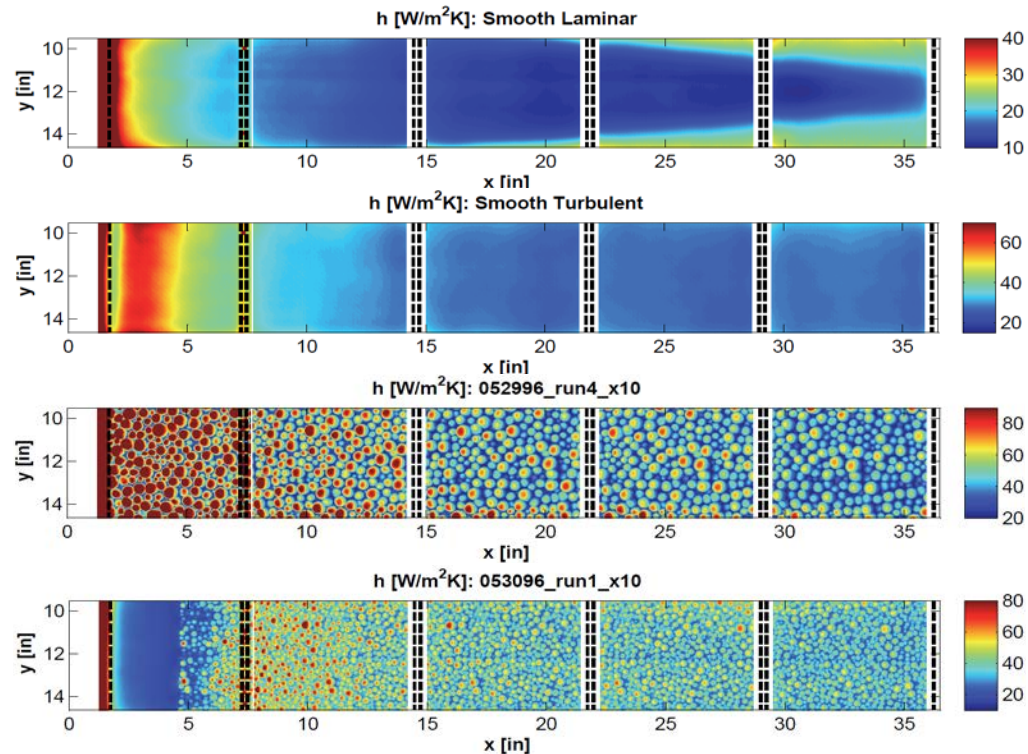 h [W/m²K]: Smooth Laminar
y [in]
10
12
14
0 5 10 15 20 25 30 35
x [in]
40
30
20
10
h [W/m²K]: Smooth Turbulent
y [in]
10
12
14
0 5 10 15 20 25 30 35
x [in]
60
40
20
h [W/m²K]: 052996_run4_x10
y [in]
10
12
14
0 5 10 15 20 25 30 35
x [in]
80
60
40
20
h [W/m²K]: 053096_run1_x10
y [in]
10
12
14
0 5 10 15 20 25 30 35
x [in]
80
60
40
20